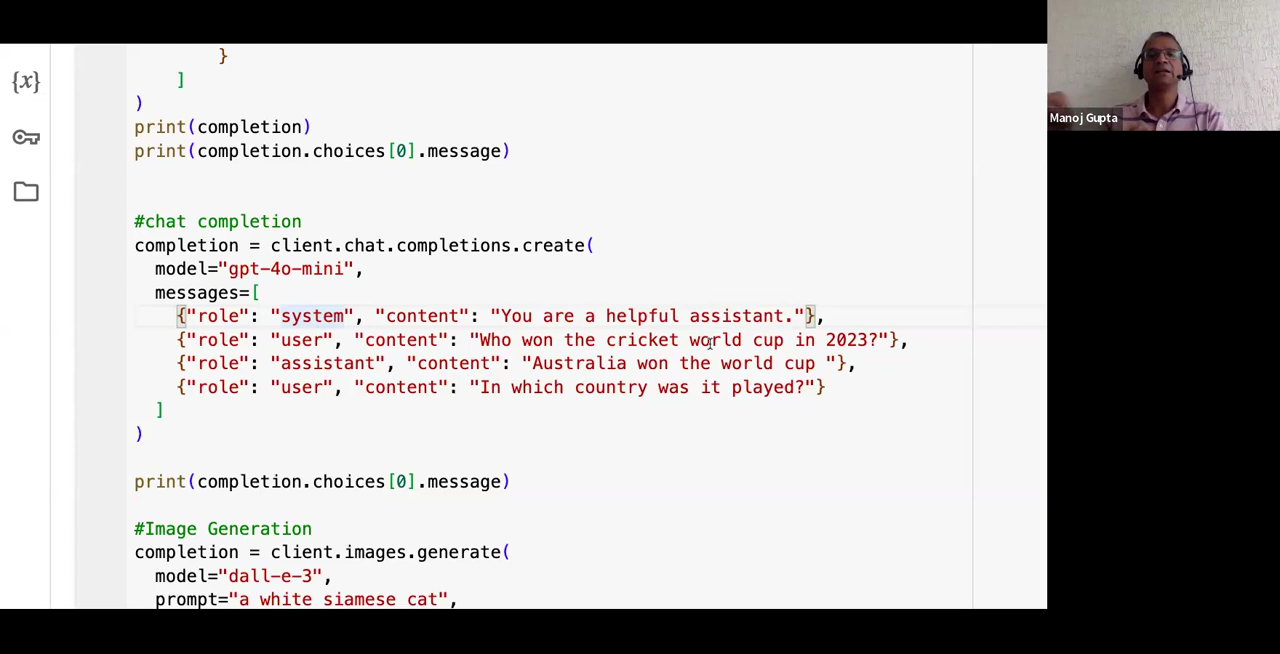 {x}
}
]
)
print(completion)
print(completion.choices[0].message)
#chat completion
completion = client.chat.completions.create(
model="gpt-4o-mini",
messages=[
{"role": "system", "content": "You are a helpful assistant."},
{"role": "user", "content": "Who won the cricket world cup in 2023?"},
{"role": "assistant", "content": "Australia won the world cup "},
{"role": "user", "content": "In which country was it played?"}
]
)
print(completion.choices[0].message)
#Image Generation
completion = client.images.generate(
model="dall-e-3",
prompt="a white siamese cat",
Manoj Gupta